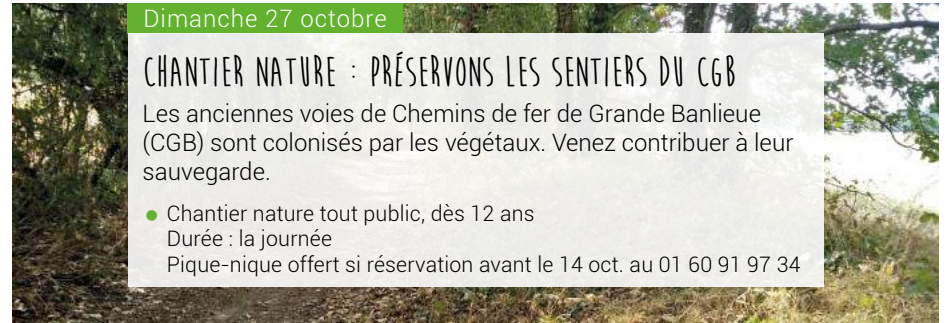 Dimanche 27 octobre
CHANTIER NATURE : PRÉSERVONS LES SENTIERS DU CGB
Les anciennes voies de Chemins de fer de Grande Banlieue
(CGB) sont colonisés par les végétaux. Venez contribuer à leur
sauvegarde.
• Chantier nature tout public, dès 12 ans
Durée : la journée
Pique-nique offert si réservation avant le 14 oct. au 01 60 91 97 34